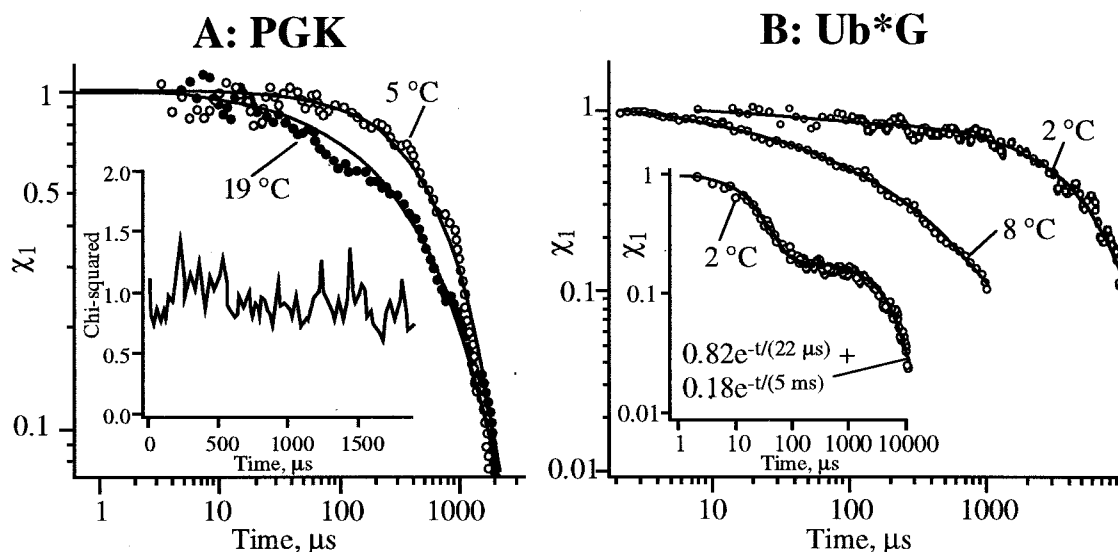 A: PGK
χ1
1
0.5
0.1
5 °C
19 °C
Chi-squared
2.0
1.5
1.0
0.5
0.0
0 500 1000 1500
Time, μs
1 10 100 1000
Time, μs
B: Ub*G
χ1
1
0.1
0.01
2 °C
8 °C
χ1
1
0.1
0.01
2 °C
0.82e-t/(22 μs) +
0.18e-t/(5 ms)
1 10 100 1000 10000
Time, μs
10 100 1000
Time, μs